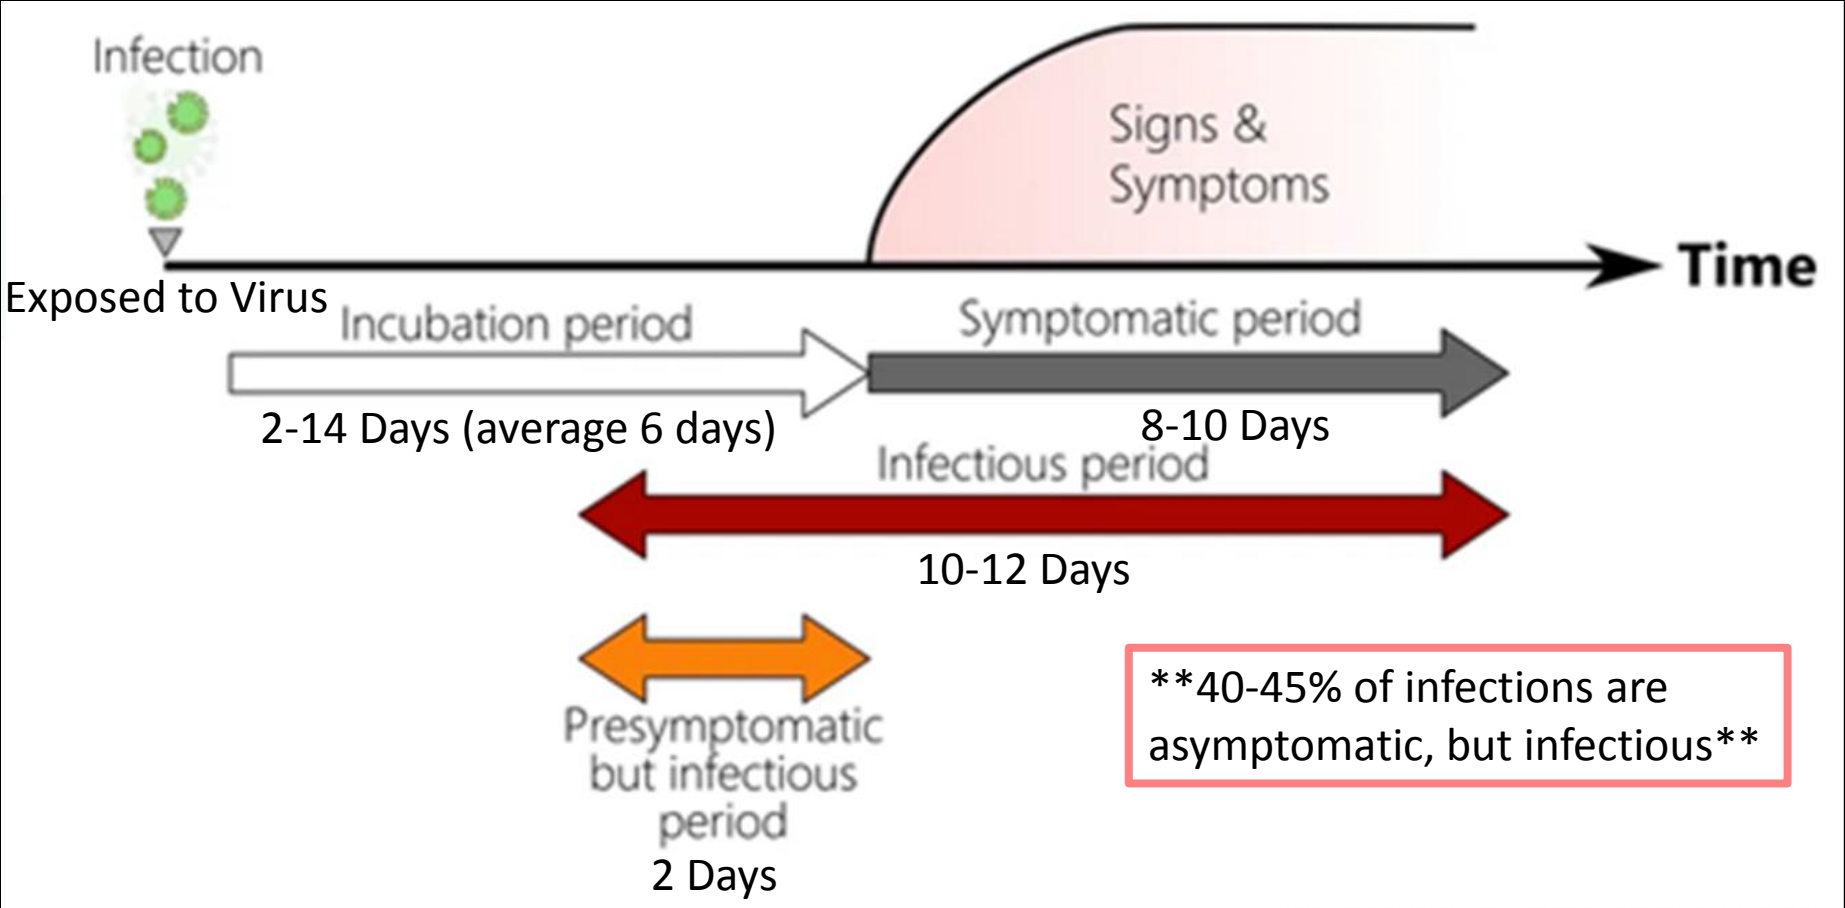 Infection
Signs &
Symptoms
Time
Exposed to Virus
Incubation period
Symptomatic period
2-14 Days (average 6 days)
8-10 Days
Infectious period
10-12 Days
Presymptomatic
but infectious
period
2 Days
**40-45% of infections are
asymptomatic, but infectious**